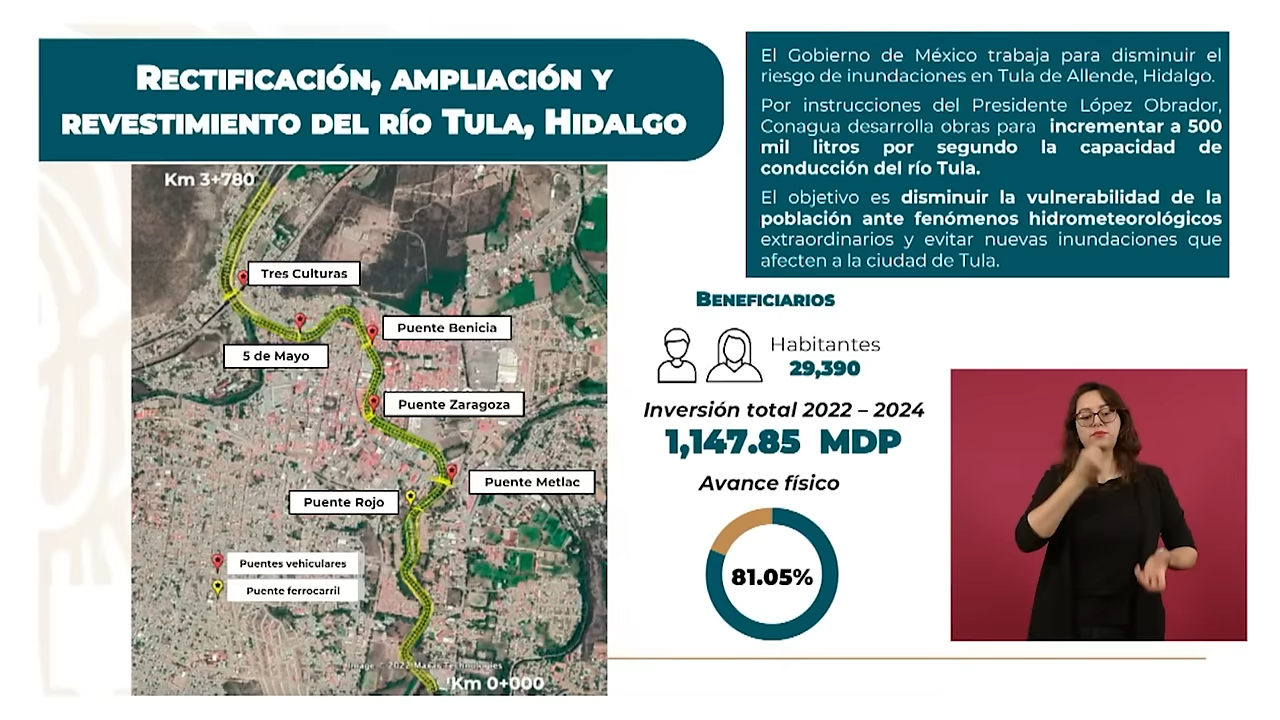 RECTIFICACIÓN, AMPLIACIÓN Y
REVESTIMIENTO DEL RÍO TULA, HIDALGO
El Gobierno de México trabaja para disminuir el
riesgo de inundaciones en Tula de Allende, Hidalgo.
Por instrucciones del Presidente López Obrador,
Conagua desarrolla obras para incrementar a 500
mil litros por segundo la capacidad de
conducción del río Tula.
El objetivo es disminuir la vulnerabilidad de la
población ante fenómenos hidrometeorológicos
extraordinarios y evitar nuevas inundaciones que
afecten a la ciudad de Tula.
Km 3+780
Tres Culturas
Puente Benicia
5 de Mayo
Puente Zaragoza
Puente Metlac
Puente Rojo
Puentes vehiculares
Puente ferrocarril
Image © 2022 Maxar Technologies
Km 0+000
BENEFICIARIOS
Habitantes
29,390
Inversión total 2022 – 2024
1,147.85 MDP
Avance físico
81.05%